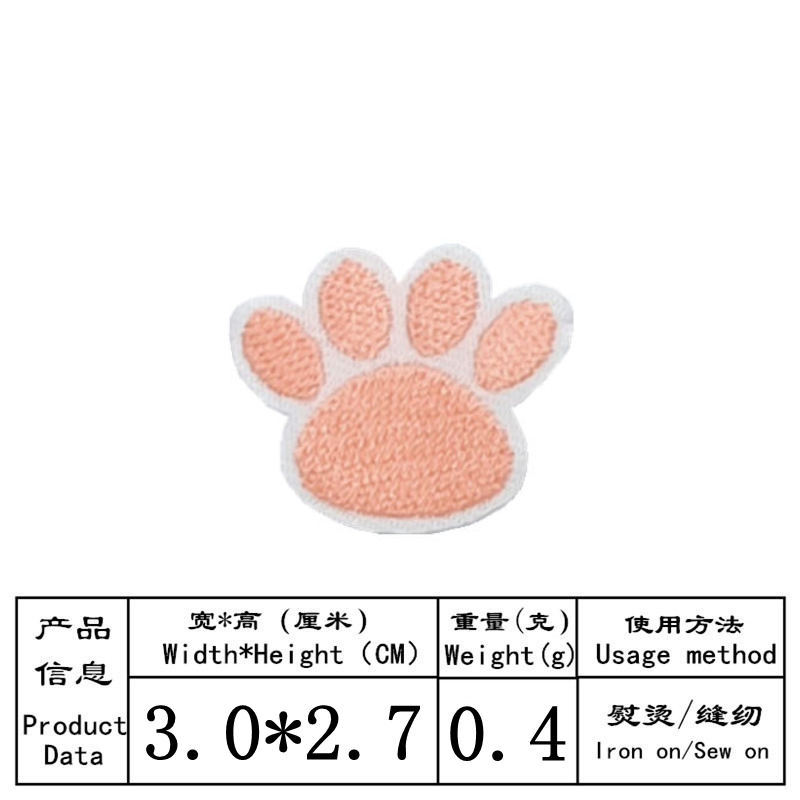 产品
信息
Product
Data
宽*高 (厘米)
Width*Height (CM)
重量(克)
Weight(g)
使用方法
Usage method
3.0*2.7
0.4
熨烫/缝纫
Iron on/Sew on